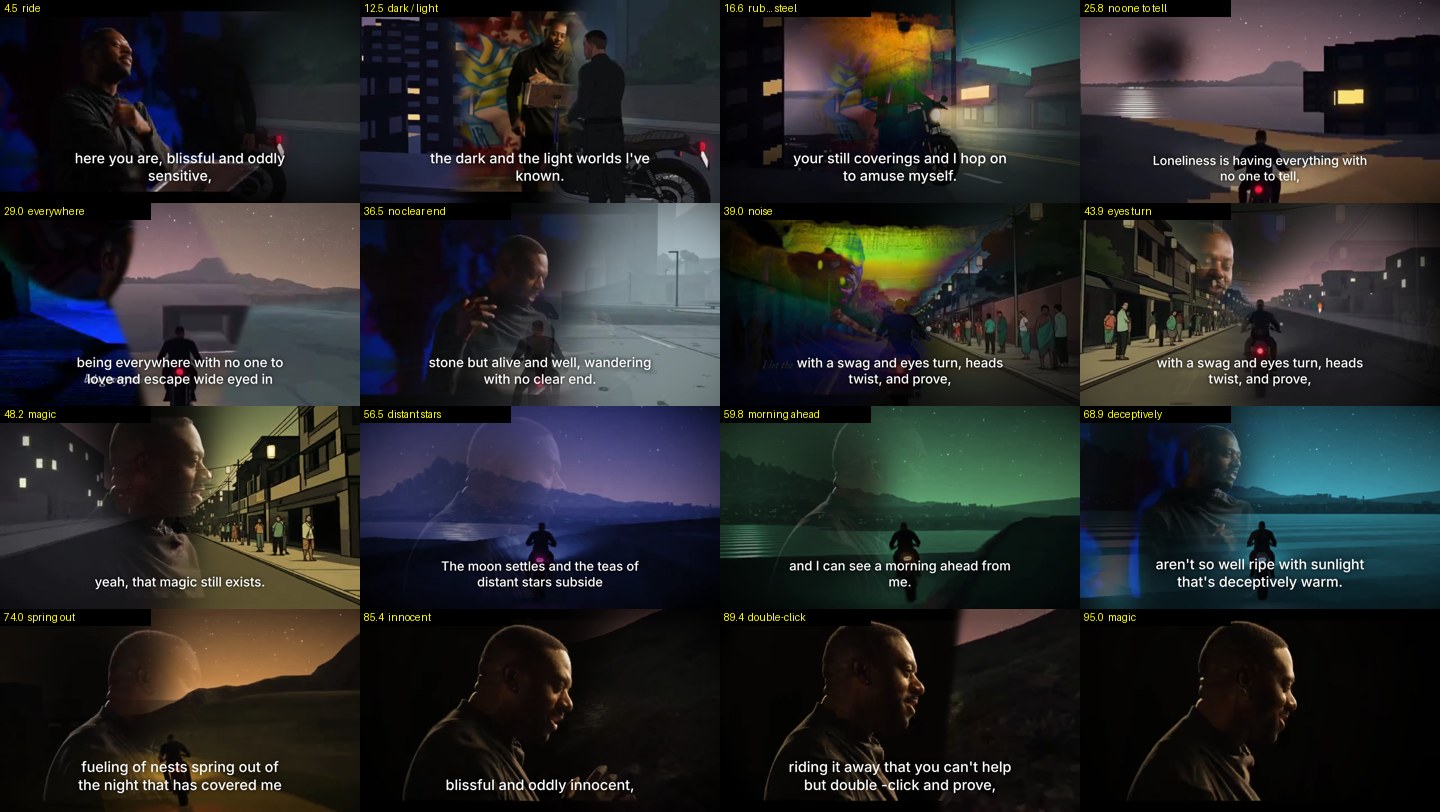 4.5 ride
here you are, blissful and oddly
sensitive,
12.5 dark / light
the dark and the light worlds I've
known.
16.6 rub...steel
your still coverings and I hop on
to amuse myself.
25.8 no one to tell
Loneliness is having everything with
no one to tell,
29.0 everywhere
being everywhere with no one to
love and escape wide eyed in
36.5 no clear end
stone but alive and well, wandering
with no clear end.
39.0 noise
with a swag and eyes turn, heads
twist, and prove,
43.9 eyes turn
with a swag and eyes turn, heads
twist, and prove,
48.2 magic
yeah, that magic still exists.
56.5 distant stars
The moon settles and the teas of
distant stars subside
59.8 morning ahead
and I can see a morning ahead from
me.
68.9 deceptively
aren't so well ripe with sunlight
that's deceptively warm.
74.0 spring out
fueling of nests spring out of
the night that has covered me
85.4 innocent
blissful and oddly innocent,
89.4 double-click
riding it away that you can't help
but double -click and prove,
95.0 magic